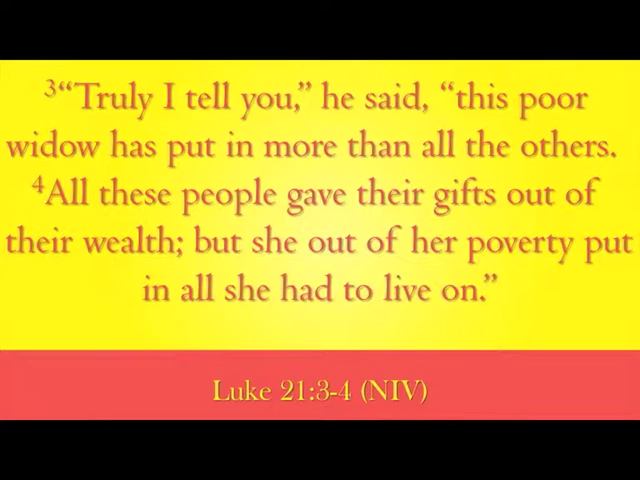 ³“Truly I tell you,” he said, “this poor
widow has put in more than all the others.
⁴All these people gave their gifts out of
their wealth; but she out of her poverty put
in all she had to live on.”
Luke 21:3-4 (NIV)